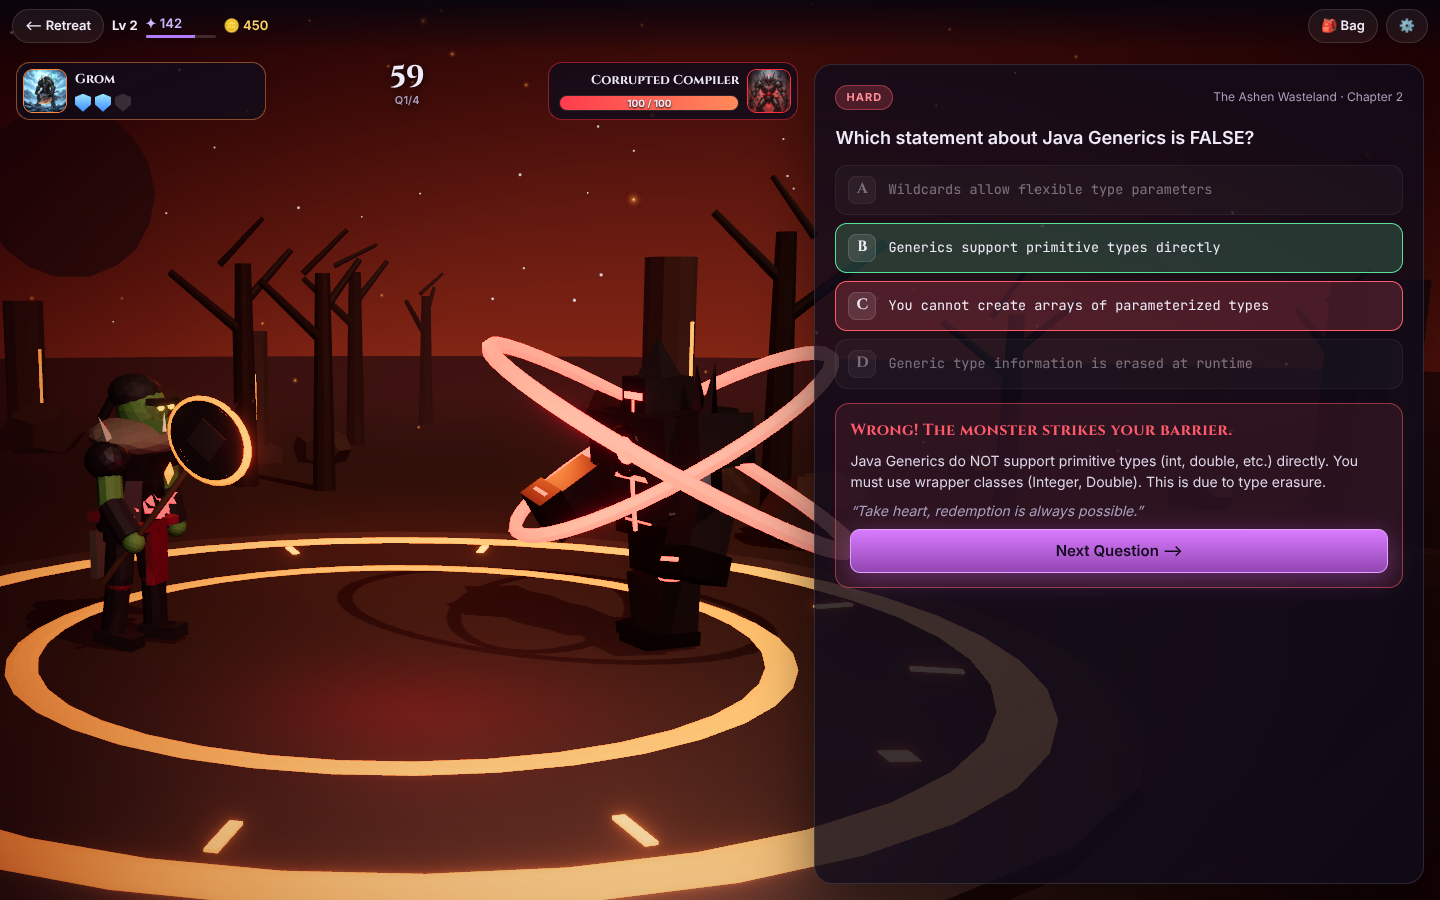 ← Retreat
Lv 2
142
450
Bag
Grom
59
Q1/4
Corrupted Compiler
100 / 100
HARD
The Ashen Wasteland · Chapter 2
Which statement about Java Generics is FALSE?
A Wildcards allow flexible type parameters
B Generics support primitive types directly
C You cannot create arrays of parameterized types
D Generic type information is erased at runtime
Wrong! The monster strikes your barrier.
Java Generics do NOT support primitive types (int, double, etc.) directly. You
must use wrapper classes (Integer, Double). This is due to type erasure.
“Take heart, redemption is always possible.”
Next Question →